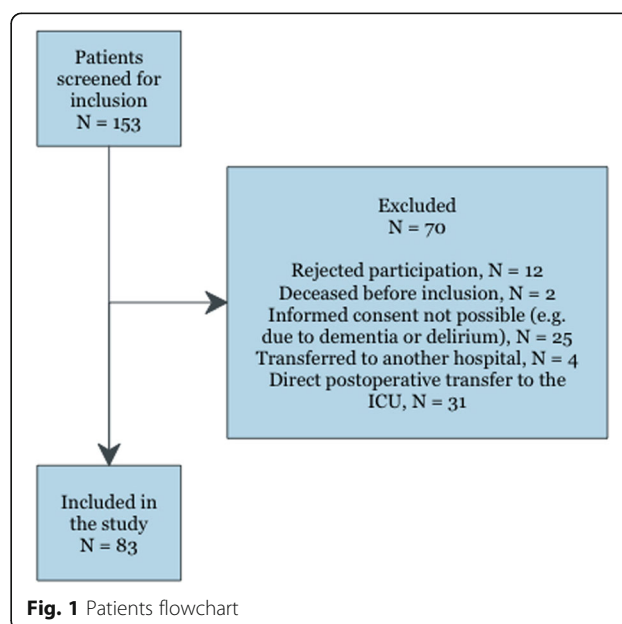 Patients
screened for
inclusion
N = 153
Excluded
N = 70
Rejected participation, N = 12
Deceased before inclusion, N = 2
Informed consent not possible (e.g.
due to dementia or delirium), N = 25
Transferred to another hospital, N = 4
Direct postoperative transfer to the
ICU, N = 31
Included in
the study
N = 83
Fig. 1 Patients flowchart